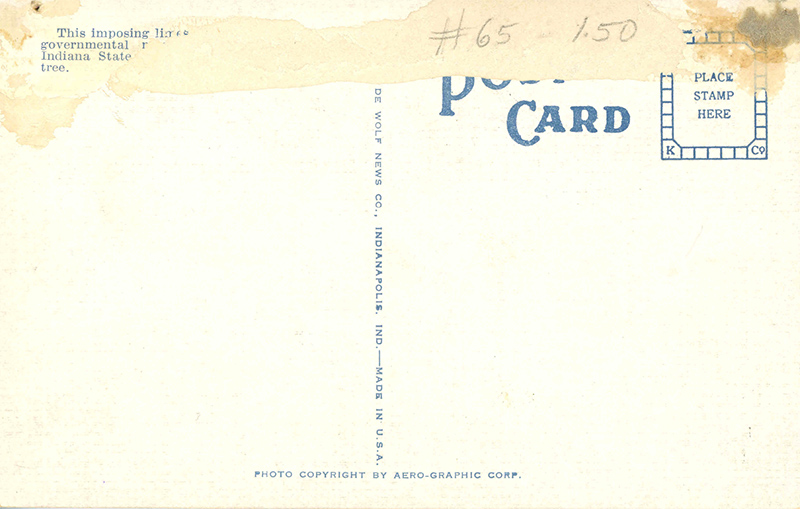 This imposing
governmental
Indiana State
tree.
#65 - 1.50
POST
CARD
PLACE
STAMP
HERE
K Co
DE WOLF NEWS CO., INDIANAPOLIS, IND.—MADE IN U.S.A.
PHOTO COPYRIGHT BY AERO-GRAPHIC CORP.